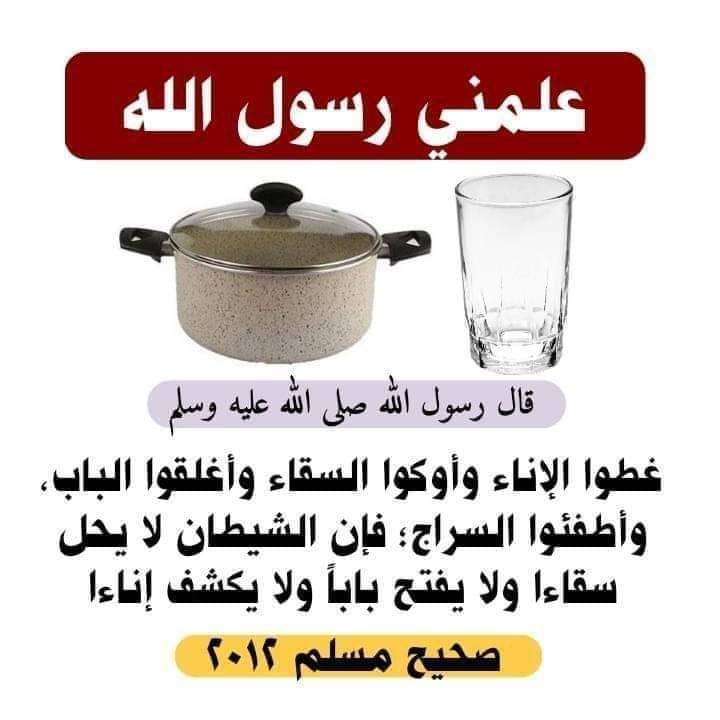 علمني رسول الله
قال رسول الله صلى الله عليه وسلم
غطوا الإناء وأوكوا السقاء وأغلقوا الباب،
وأطفئوا السراج؛ فإن الشيطان لا يحل
سقاءا ولا يفتح باباً ولا يكشف إناءا
صحيح مسلم ٢٠١٢